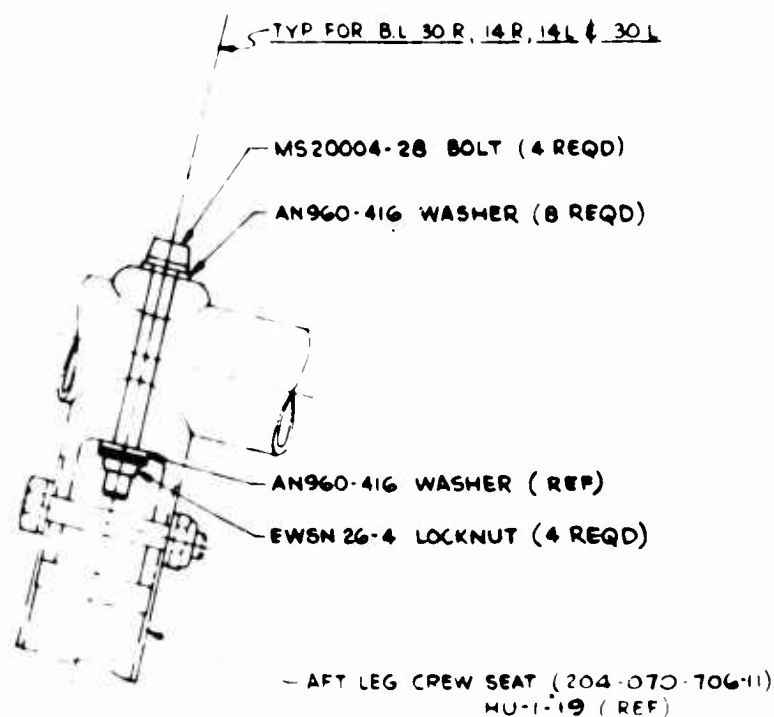 TYP FOR B.L 30 R, 14 R, 14 L ¢ 30 L
MS20004-28 BOLT (4 REQD)
AN960-416 WASHER (8 REQD)
AN960-416 WASHER (REF)
EWSN 26-4 LOCKNUT (4 REQD)
AFT LEG CREW SEAT (204-070-706-11)
HU-1-19 (REF)